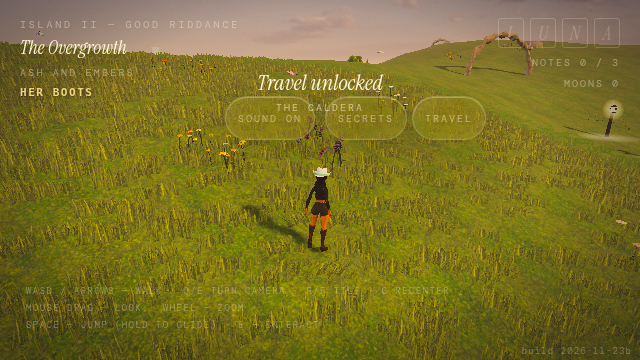 ISLAND II — GOOD RIDDANCE
The Overgrowth
ASH AND EMBERS
HER BOOTS
L U N A
NOTES 0 / 3
MOONS 0
Travel unlocked
THE CALDERA
SOUND ON
SECRETS
TRAVEL
WASD / ARROWS — WALK · Q/E TURN CAMERA · R/F TILT · C RECENTER
MOUSE DRAG — LOOK · WHEEL — ZOOM
SPACE — JUMP (HOLD TO GLIDE) · B — INTERACT
build 2026-11-23b